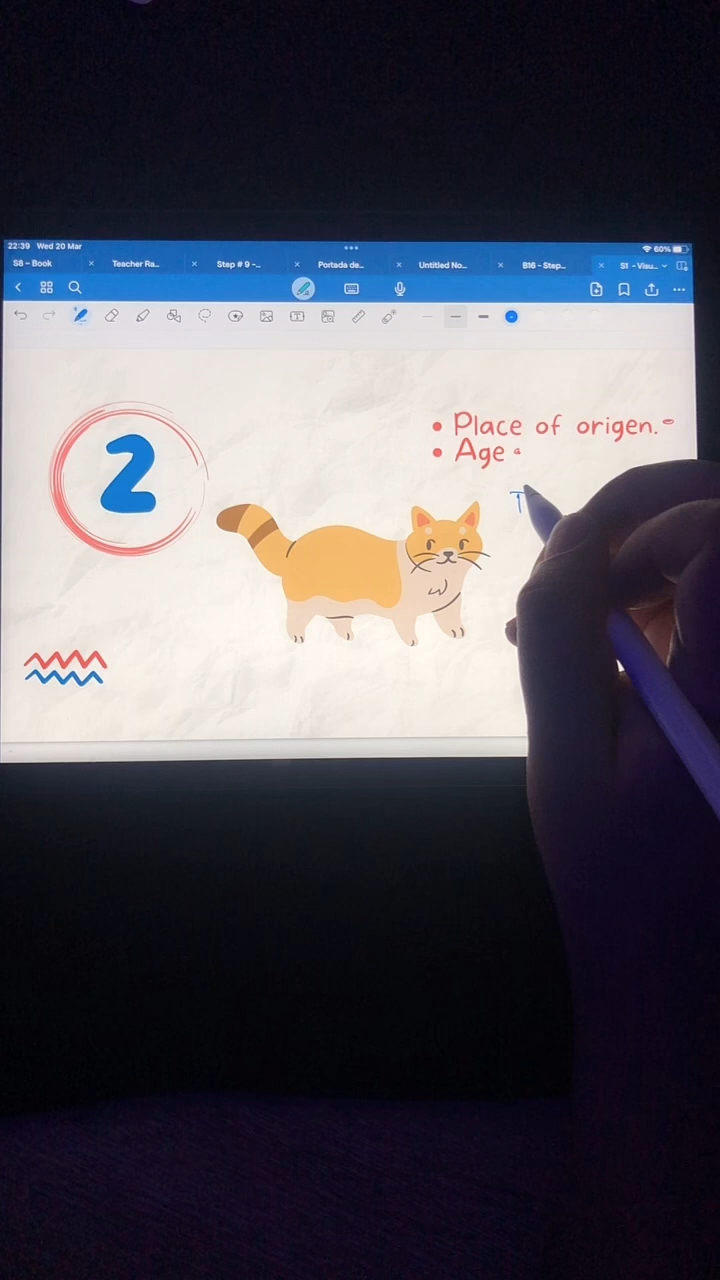 22:39 Wed 20 Mar
60%
S8 - Book
Teacher Ra...
Step # 9 -...
Portada de...
Untitled No...
B16 - Step...
S1 - Visu...
2
• Place of origen.
• Age
T